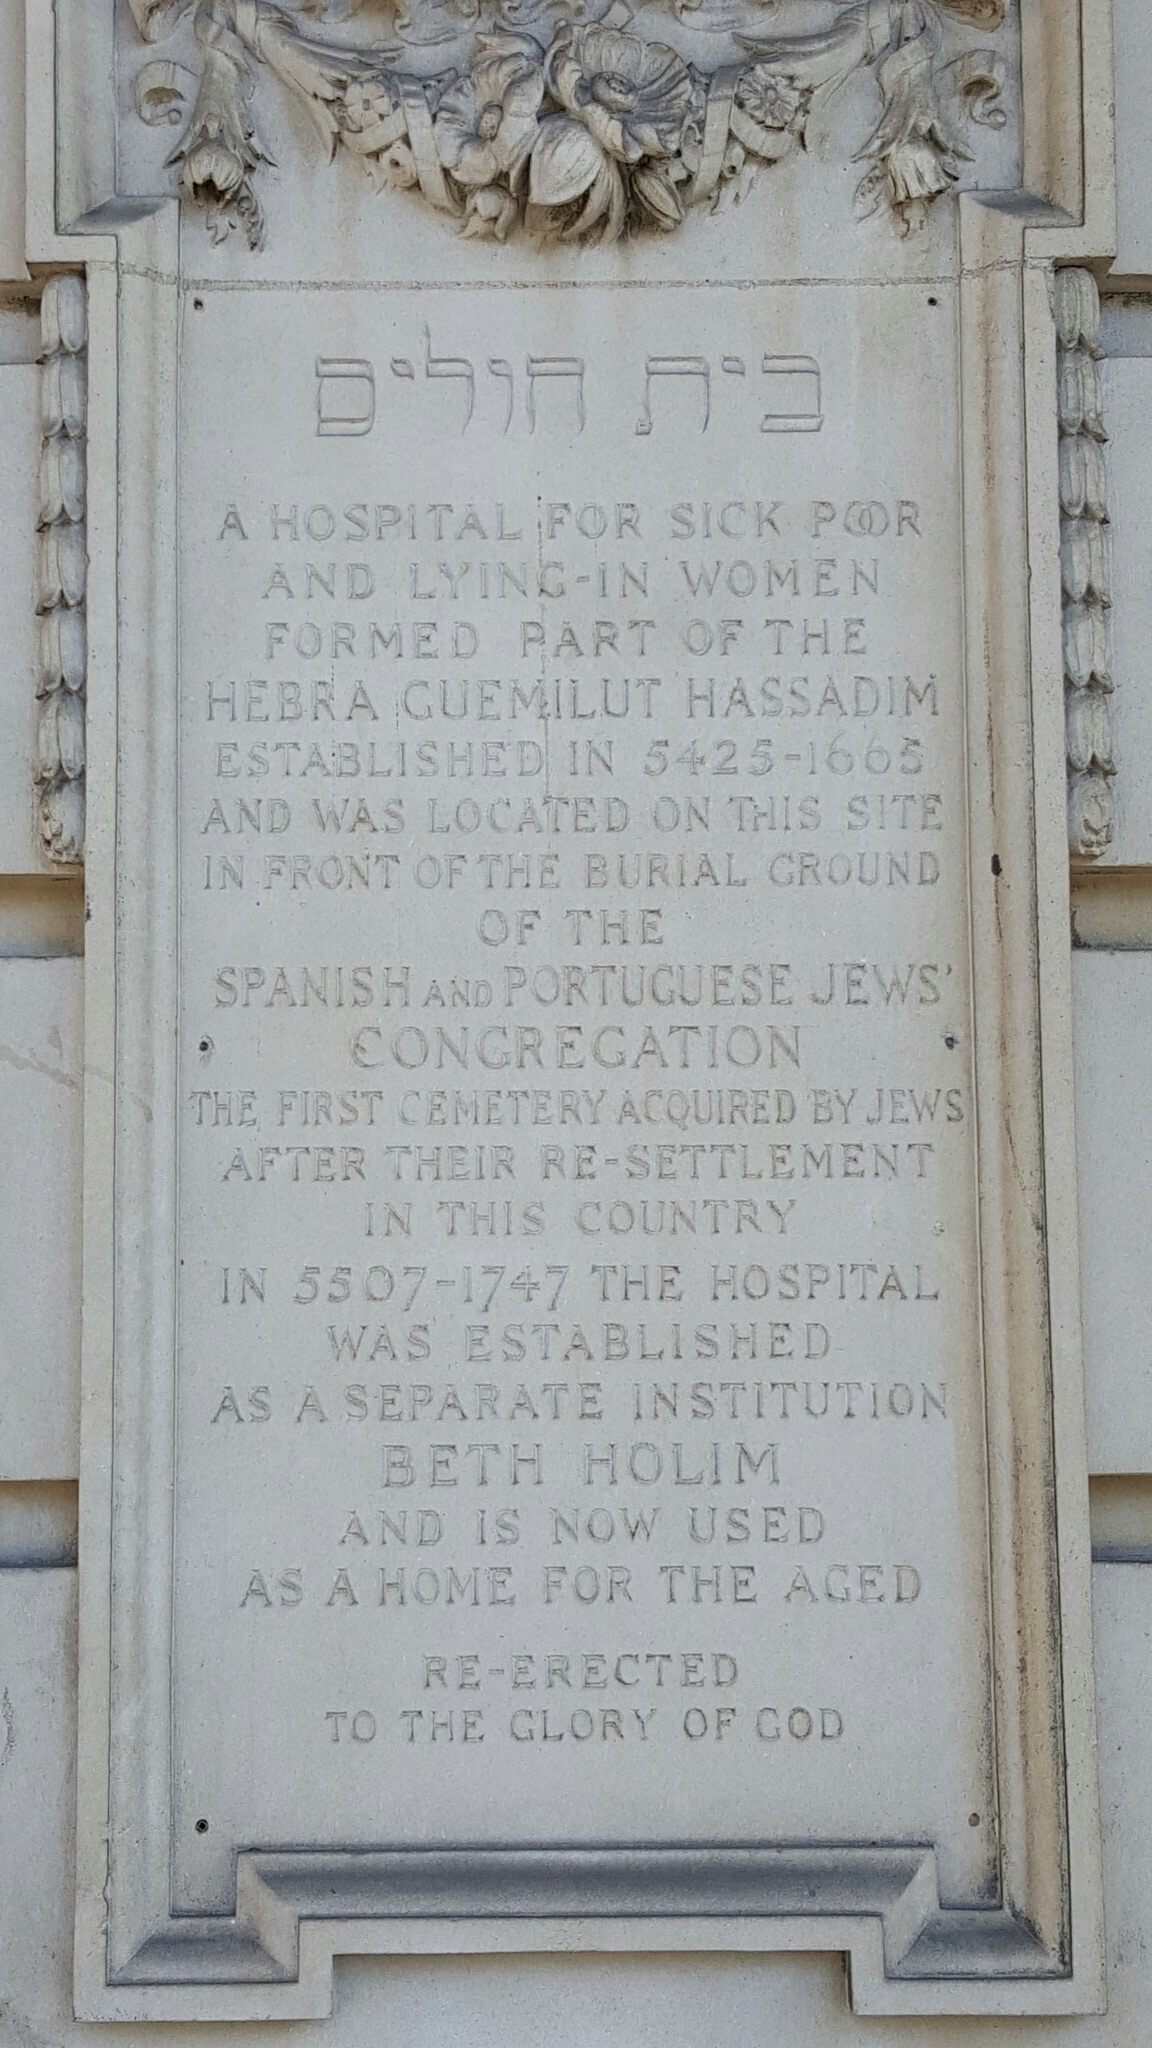 בית חולים
A HOSPITAL FOR SICK POOR
AND LYING-IN WOMEN
FORMED PART OF THE
HEBRA GUEMILUT HASSADIM
ESTABLISHED IN 5425-1665
AND WAS LOCATED ON THIS SITE
IN FRONT OF THE BURIAL GROUND
OF THE
SPANISH AND PORTUGUESE JEWS'
CONGREGATION
THE FIRST CEMETERY ACQUIRED BY JEWS
AFTER THEIR RE-SETTLEMENT
IN THIS COUNTRY
IN 5507-1747 THE HOSPITAL
WAS ESTABLISHED
AS A SEPARATE INSTITUTION
BETH HOLIM
AND IS NOW USED
AS A HOME FOR THE AGED
RE-ERECTED
TO THE GLORY OF GOD